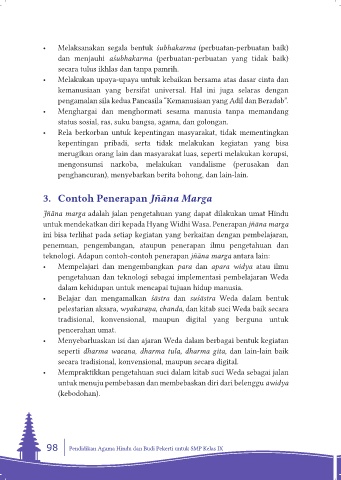 • Melaksanakan segala bentuk śubhakarma (perbuatan-perbuatan baik)
dan menjauhi aśubhakarma (perbuatan-perbuatan yang tidak baik)
secara tulus ikhlas dan tanpa pamrih.
• Melakukan upaya-upaya untuk kebaikan bersama atas dasar cinta dan
kemanusiaan yang bersifat universal. Hal ini juga selaras dengan
pengamalan sila kedua Pancasila "Kemanusiaan yang Adil dan Beradab".
• Menghargai dan menghormati sesama manusia tanpa memandang
status sosial, ras, suku bangsa, agama, dan golongan.
• Rela berkorban untuk kepentingan masyarakat, tidak mementingkan
kepentingan pribadi, serta tidak melakukan kegiatan yang bisa
merugikan orang lain dan masyarakat luas, seperti melakukan korupsi,
mengonsumsi narkoba, melakukan vandalisme (perusakan dan
penghancuran), menyebarkan berita bohong, dan lain-lain.
3. Contoh Penerapan Jñāna Marga
Jñāna marga adalah jalan pengetahuan yang dapat dilakukan umat Hindu
untuk mendekatkan diri kepada Hyang Widhi Wasa. Penerapan jñāna marga
ini bisa terlihat pada setiap kegiatan yang berkaitan dengan pembelajaran,
penemuan, pengembangan, ataupun penerapan ilmu pengetahuan dan
teknologi. Adapun contoh-contoh penerapan jñāna marga antara lain:
• Mempelajari dan mengembangkan para dan apara widya atau ilmu
pengetahuan dan teknologi sebagai implementasi pembelajaran Weda
dalam kehidupan untuk mencapai tujuan hidup manusia.
• Belajar dan mengamalkan śāstra dan suśāstra Weda dalam bentuk
pelestarian aksara, wyakaraṇa, chanda, dan kitab suci Weda baik secara
tradisional, konvensional, maupun digital yang berguna untuk
pencerahan umat.
• Menyebarluaskan isi dan ajaran Weda dalam berbagai bentuk kegiatan
seperti dharma wacana, dharma tula, dharma gita, dan lain-lain baik
secara tradisional, konvensional, maupun secara digital.
• Mempraktikkan pengetahuan suci dalam kitab suci Weda sebagai jalan
untuk menuju pembebasan dan membebaskan diri dari belenggu awidya
(kebodohan).
98 Pendidikan Agama Hindu dan Budi Pekerti untuk SMP Kelas IX